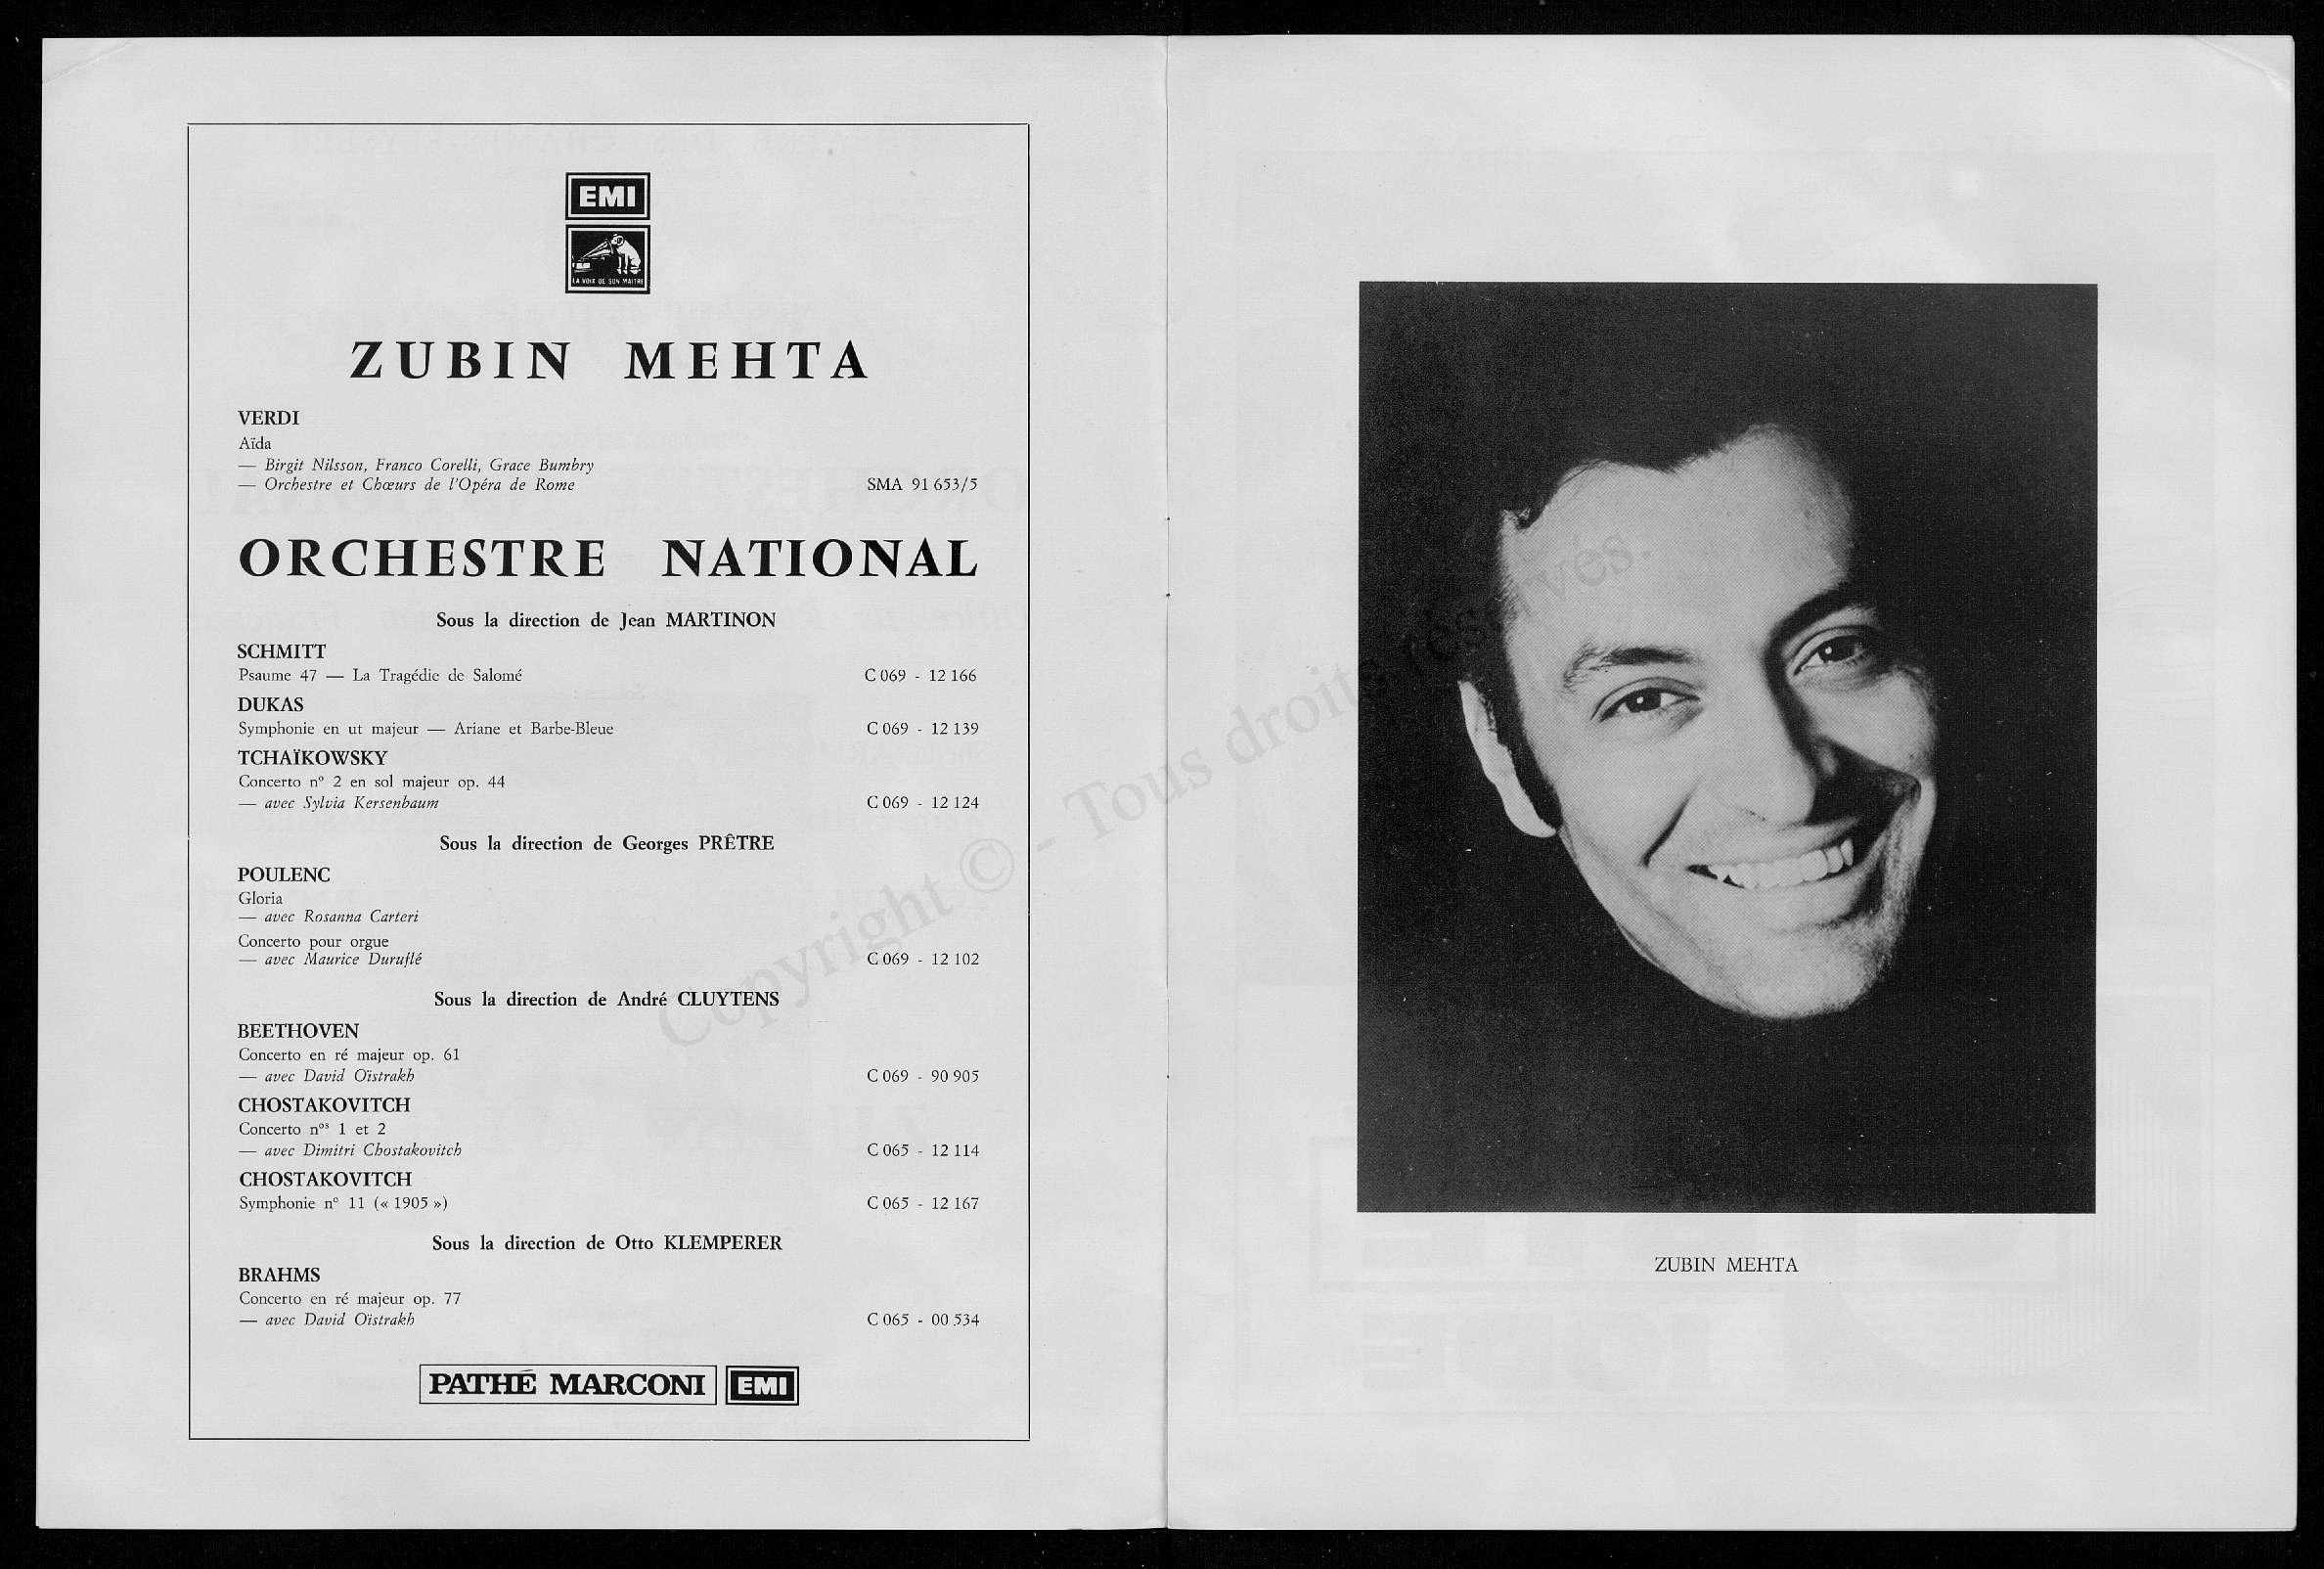 EMI
LA VOIX DE SON MAITRE
ZUBIN MEHTA
VERDI
Aïda
— Birgit Nilsson, Franco Corelli, Grace Bumbry
— Orchestre et Chœurs de l'Opéra de Rome SMA 91 653/5
ORCHESTRE NATIONAL
Sous la direction de Jean MARTINON
SCHMITT
Psaume 47 — La Tragédie de Salomé C 069 - 12 166
DUKAS
Symphonie en ut majeur — Ariane et Barbe-Bleue C 069 - 12 139
TCHAÏKOWSKY
Concerto n° 2 en sol majeur op. 44
— avec Sylvia Kersenbaum C 069 - 12 124
Sous la direction de Georges PRÊTRE
POULENC
Gloria
— avec Rosanna Carteri
Concerto pour orgue
— avec Maurice Duruflé C 069 - 12 102
Sous la direction de André CLUYTENS
BEETHOVEN
Concerto en ré majeur op. 61
— avec David Oïstrakh C 069 - 90 905
CHOSTAKOVITCH
Concerto nos 1 et 2
— avec Dimitri Chostakovitch C 065 - 12 114
CHOSTAKOVITCH
Symphonie n° 11 (« 1905 ») C 065 - 12 167
Sous la direction de Otto KLEMPERER
BRAHMS
Concerto en ré majeur op. 77
— avec David Oïstrakh C 065 - 00 534
PATHÉ MARCONI EMI
ZUBIN MEHTA
Copyright © - Tous droits réservés.